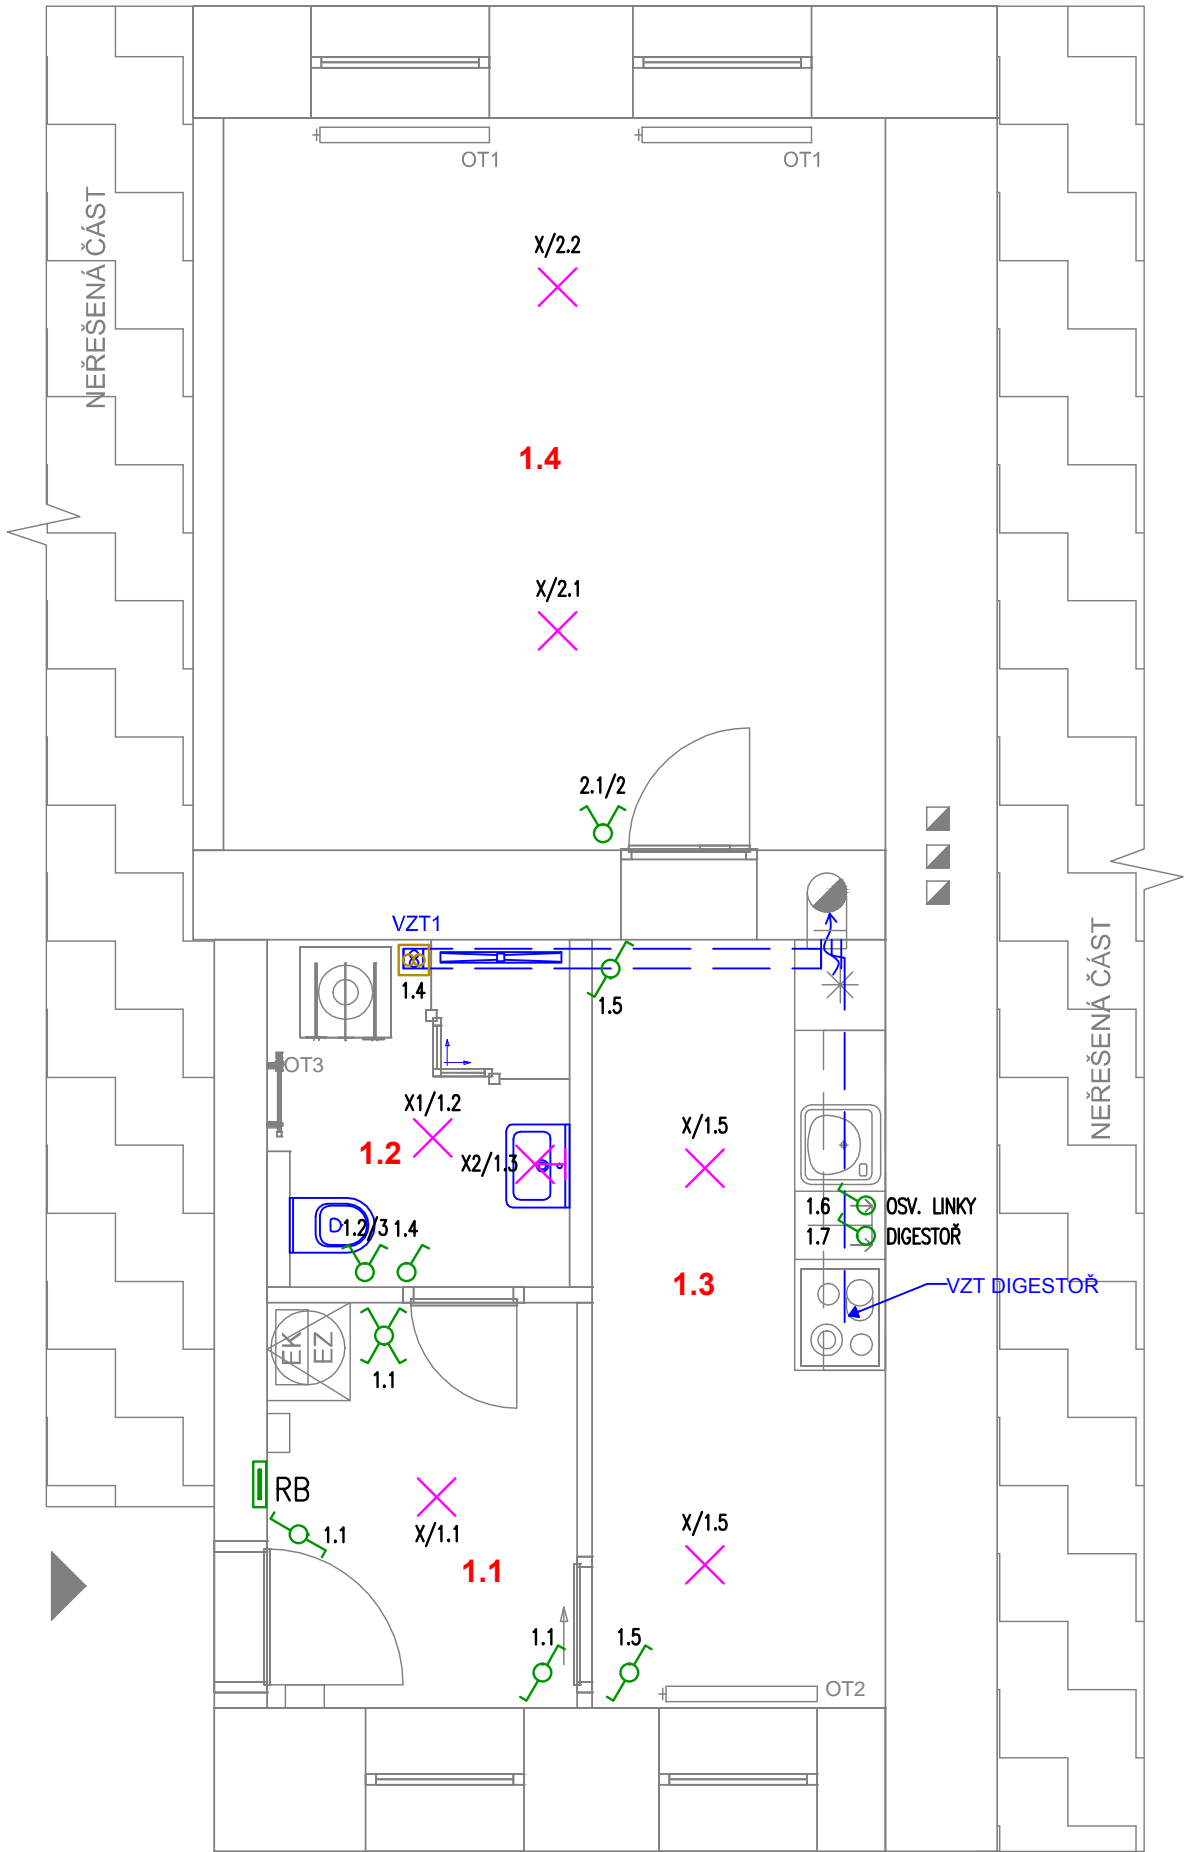 OT1
OT1
NEŘEŠENÁ ČÁST
X/2.2
1.4
X/2.1
2.1/2
VZT1
1.4
1.5
NEŘEŠENÁ ČÁST
OT3
X1/1.2
1.2
X2/1.3
X/1.5
1.6
OSV. LINKY
1.7
DIGESTOŘ
1.2/3
1.4
1.3
VZT DIGESTOŘ
EK
EZ
1.1
RB
1.1
X/1.1
1.1
X/1.5
1.1
1.5
OT2